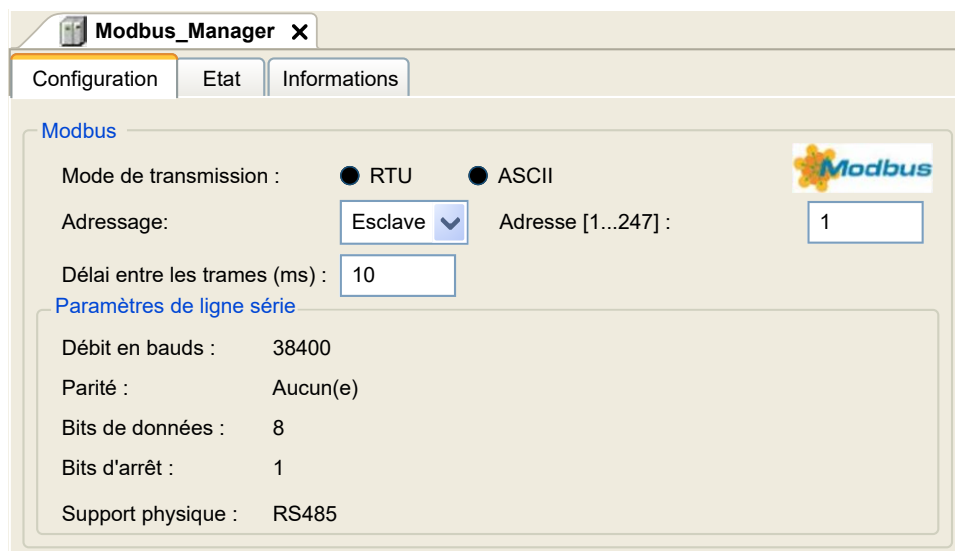 Modbus_Manager
Configuration Etat Informations
Modbus
Mode de transmission : RTU ASCII Modbus
Adressage: Esclave Adresse [1...247] : 1
Délai entre les trames (ms) : 10
Paramètres de ligne série
Débit en bauds : 38400
Parité : Aucun(e)
Bits de données : 8
Bits d'arrêt : 1
Support physique : RS485